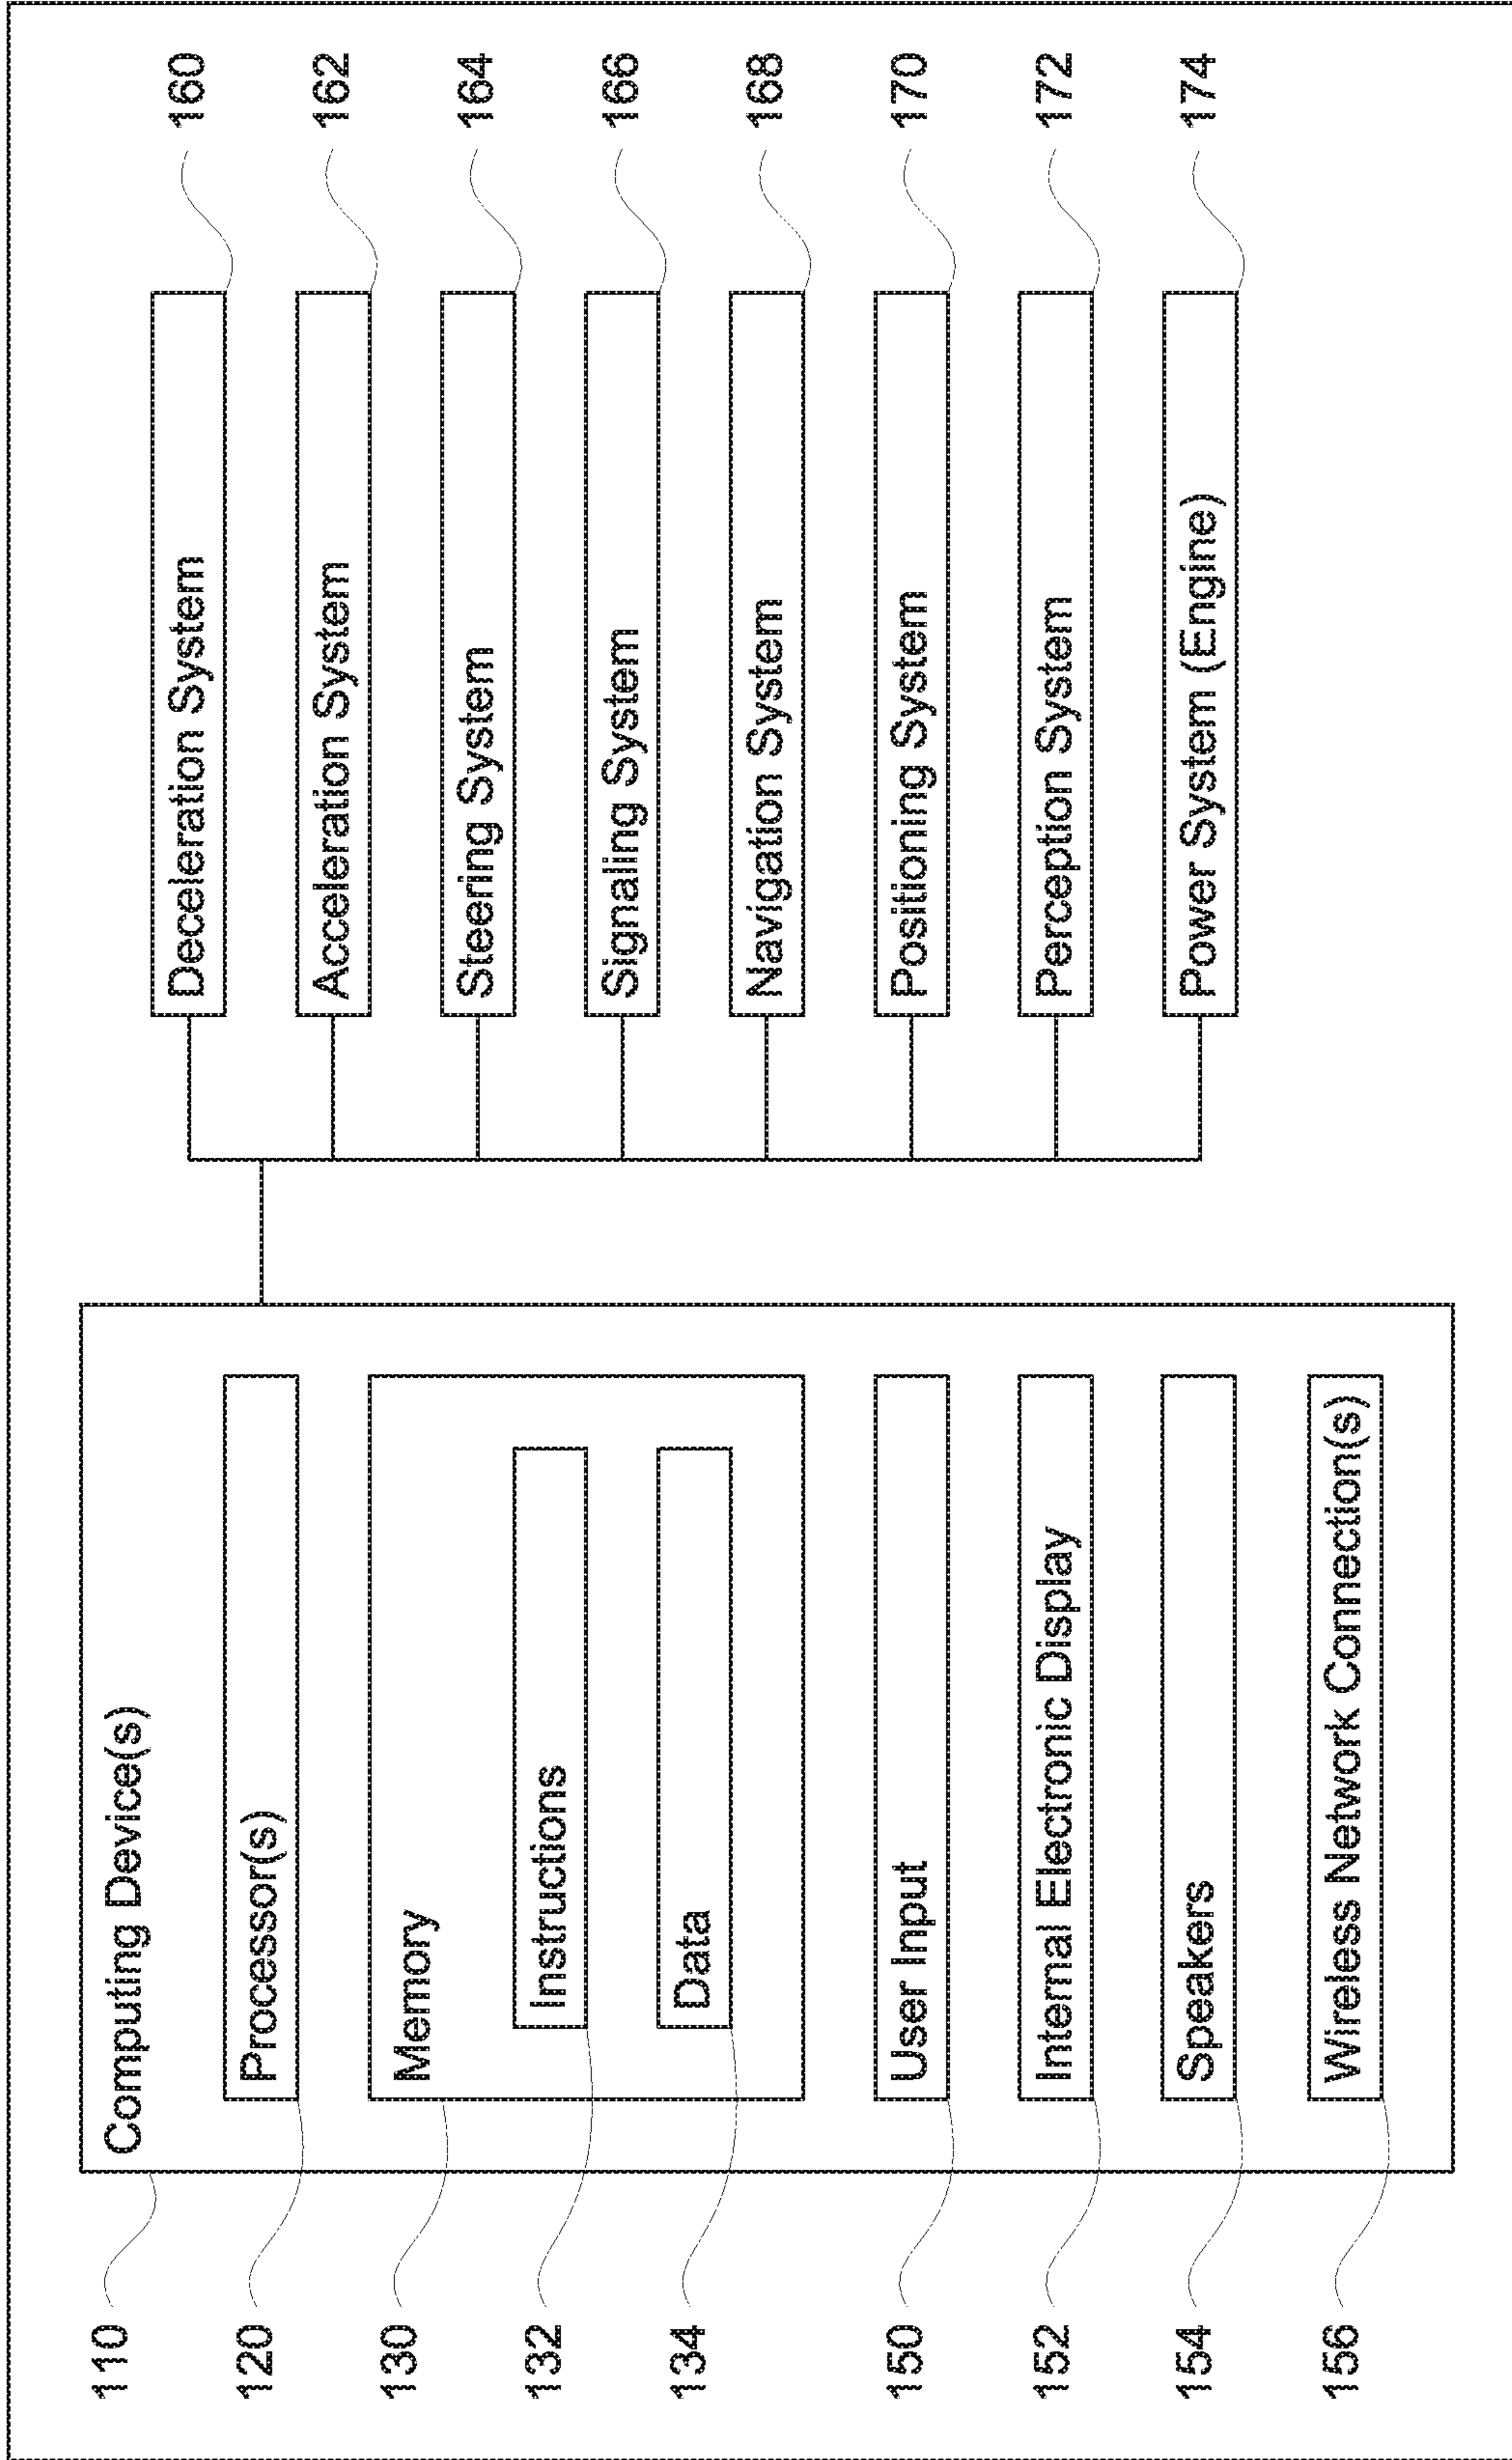 110
Computing Device(s)
120
Processor(s)
130
Memory
132
Instructions
134
Data
150
User Input
152
Internal Electronic Display
154
Speakers
156
Wireless Network Connection(s)
Deceleration System
160
Acceleration System
162
Steering System
164
Signaling System
166
Navigation System
168
Positioning System
170
Perception System
172
Power System (Engine)
174